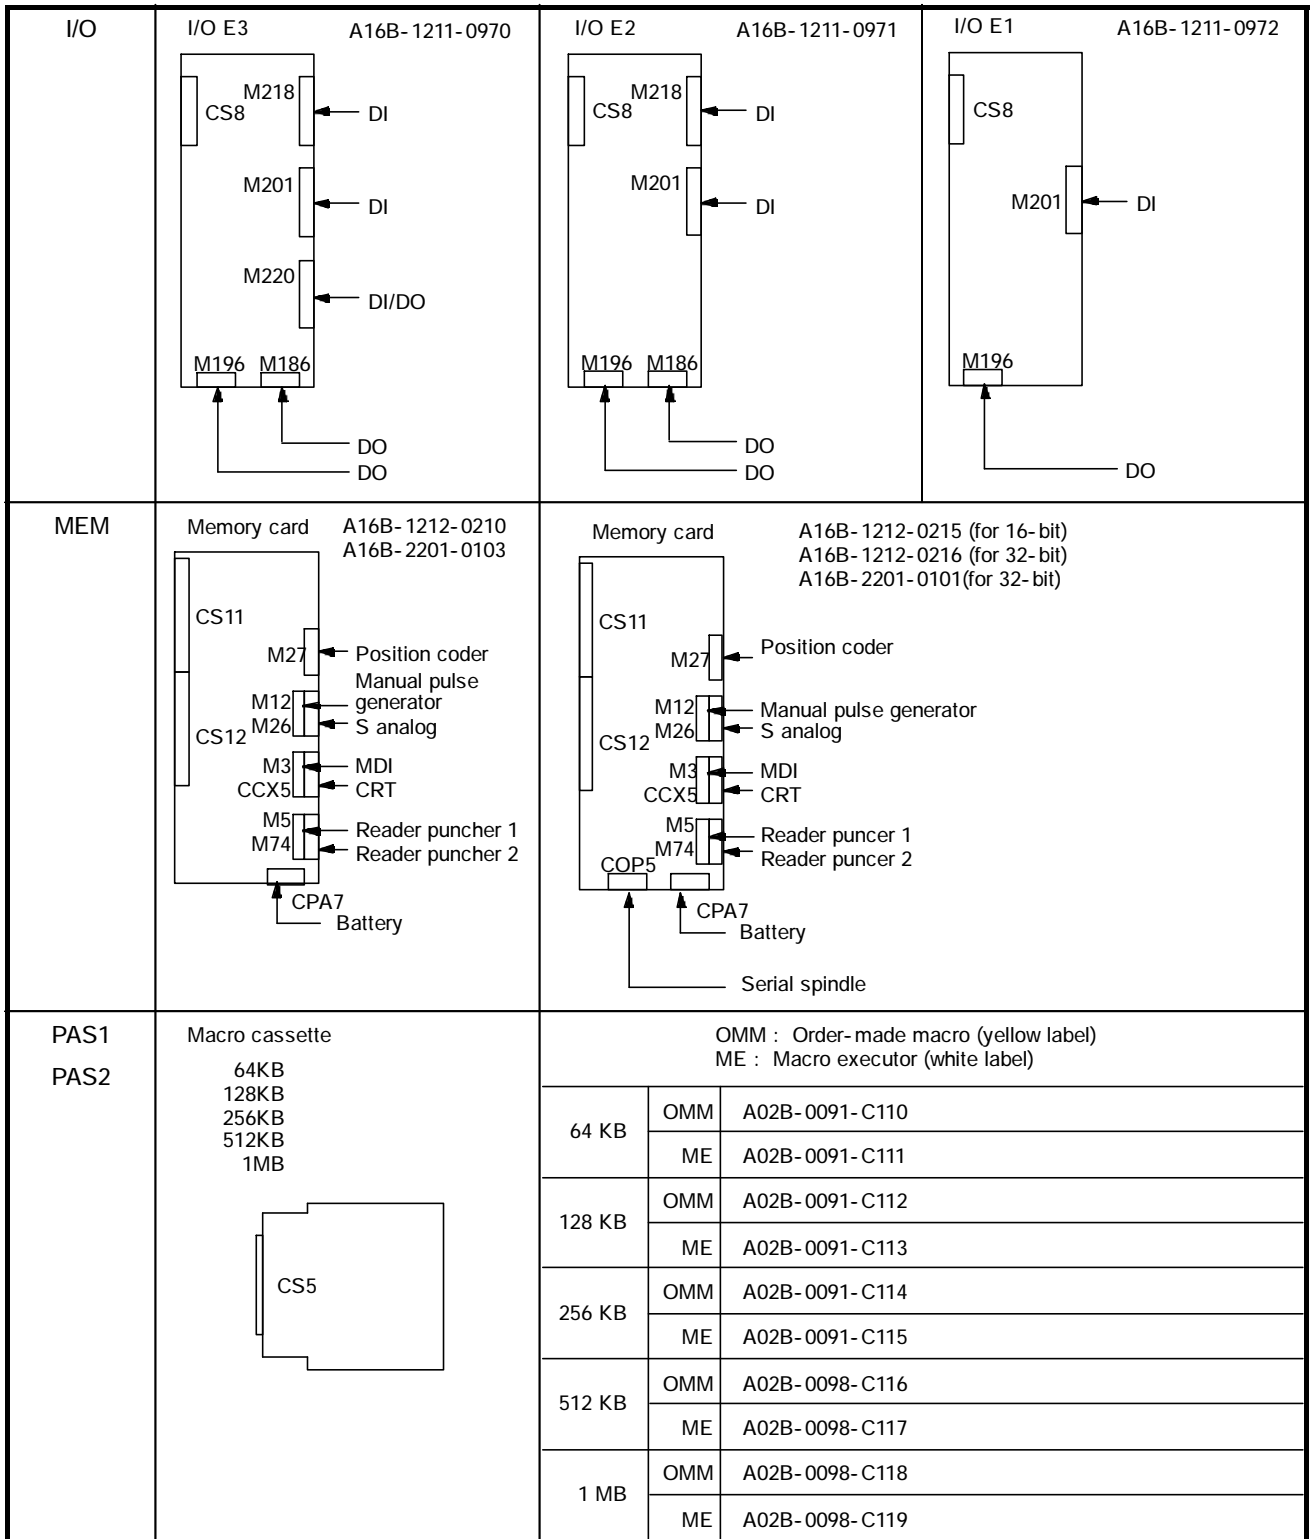 I/O
I/O E3 A16B-1211-0970
M218
CS8
DI
M201
DI
M220
DI/DO
M196 M186
DO
DO
I/O E2 A16B-1211-0971
M218
CS8
DI
M201
DI
M196 M186
DO
DO
I/O E1 A16B-1211-0972
CS8
M201
DI
M196
DO
MEM
Memory card A16B-1212-0210
A16B-2201-0103
CS11
M27
Position coder
Manual pulse
M12
generator
M26
S analog
CS12
M3
MDI
CCX5
CRT
M5
Reader puncher 1
M74
Reader puncher 2
CPA7
Battery
Memory card A16B-1212-0215 (for 16-bit)
A16B-1212-0216 (for 32-bit)
A16B-2201-0101(for 32-bit)
CS11
Position coder
M27
M12
Manual pulse generator
M26
S analog
CS12
M3
MDI
CCX5
CRT
M5
Reader puncer 1
M74
Reader puncer 2
COP5
CPA7
Battery
Serial spindle
PAS1
PAS2
Macro cassette
64KB
128KB
256KB
512KB
1MB
CS5
OMM : Order-made macro (yellow label)
ME : Macro executor (white label)
64 KB
OMM A02B-0091-C110
ME A02B-0091-C111
128 KB
OMM A02B-0091-C112
ME A02B-0091-C113
256 KB
OMM A02B-0091-C114
ME A02B-0091-C115
512 KB
OMM A02B-0098-C116
ME A02B-0098-C117
1 MB
OMM A02B-0098-C118
ME A02B-0098-C119